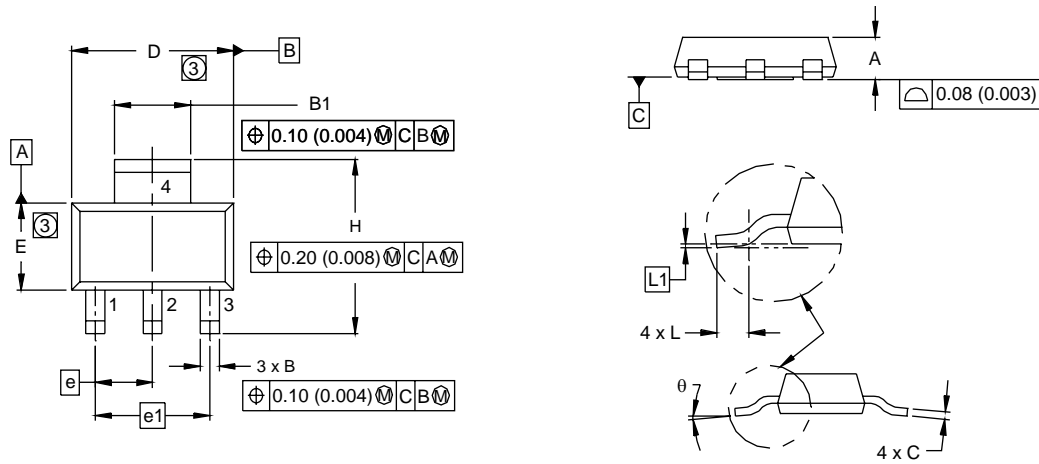 D
③
B
B1
⌖ 0.10 (0.004) Ⓜ C B Ⓜ
A
4
③
E
H
⌖ 0.20 (0.008) Ⓜ C A Ⓜ
1
2
3
3 x B
e
e1
⌖ 0.10 (0.004) Ⓜ C B Ⓜ
A
C
⌓ 0.08 (0.003)
L1
4 x L
θ
4 x C